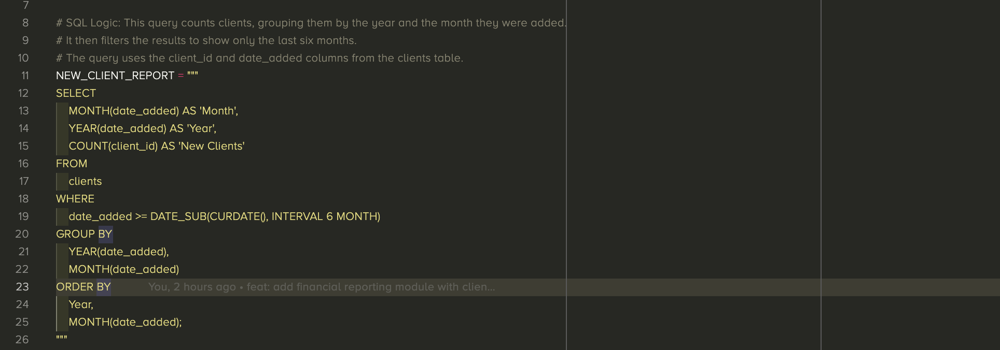 7
8 # SQL Logic: This query counts clients, grouping them by the year and the month they were added.
9 # It then filters the results to show only the last six months.
10 # The query uses the client_id and date_added columns from the clients table.
11 NEW_CLIENT_REPORT = """
12 SELECT
13 MONTH(date_added) AS 'Month',
14 YEAR(date_added) AS 'Year',
15 COUNT(client_id) AS 'New Clients'
16 FROM
17 clients
18 WHERE
19 date_added >= DATE_SUB(CURDATE(), INTERVAL 6 MONTH)
20 GROUP BY
21 YEAR(date_added),
22 MONTH(date_added)
23 ORDER BY You, 2 hours ago • feat: add financial reporting module with clien...
24 Year,
25 MONTH(date_added);
26 """